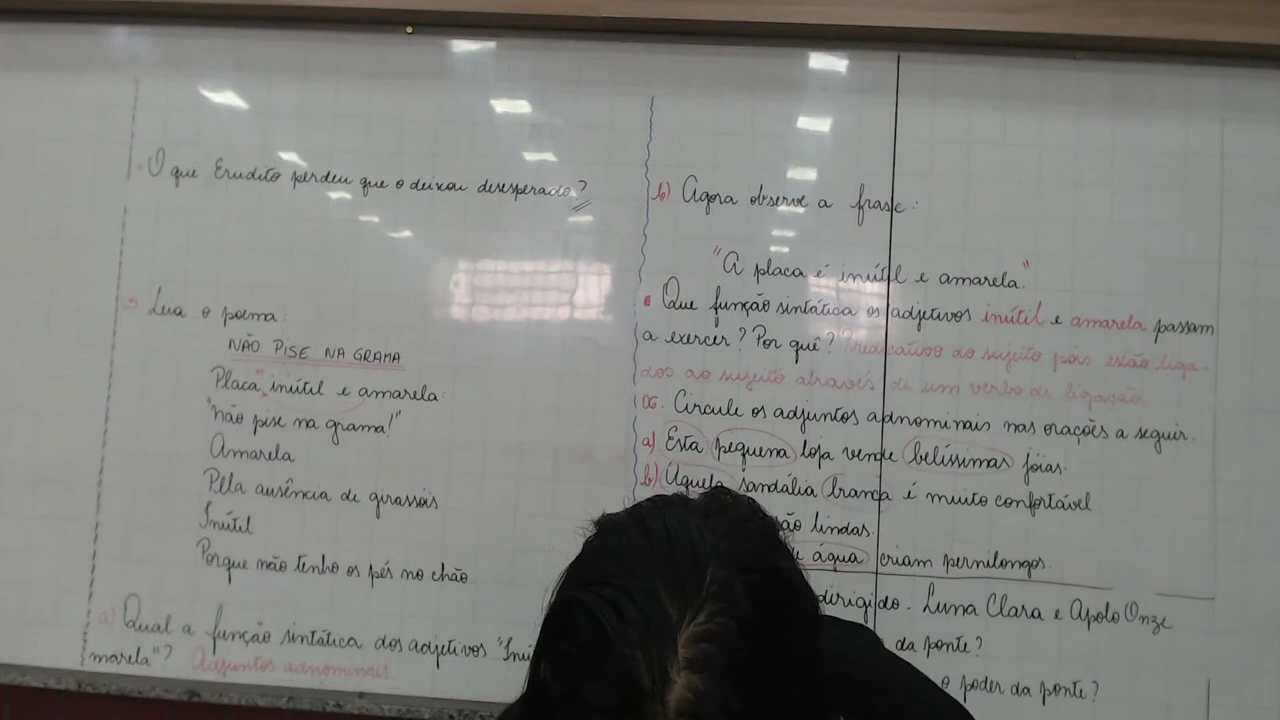 O que Erudito perdeu que o deixou desesperado?
Leia o poema:
NÃO PISE NA GRAMA
Placa inútil e amarela:
"não pise na grama!"
Amarela
Pela ausência de girassóis
Inútil
Porque não tenho os pés no chão
a) Qual a função sintática dos adjetivos "Inú
marela"? Adjuntos adnominais.
b) Agora observe a frase:
"A placa é inútil e amarela."
Que função sintática os adjetivos inútil e amarela passam
a exercer? Por quê? Predicativo do sujeito pois estão liga-
dos ao sujeito através de um verbo de ligação
06. Circule os adjuntos adnominais nas orações a seguir.
a) Esta pequena loja vende belíssimas jóias.
b) Aquela sandália branca é muito confortável
ão lindas.
água criam pernilongos.
dirigido - Luna Clara e Apolo Onze
da ponte?
o poder da ponte?